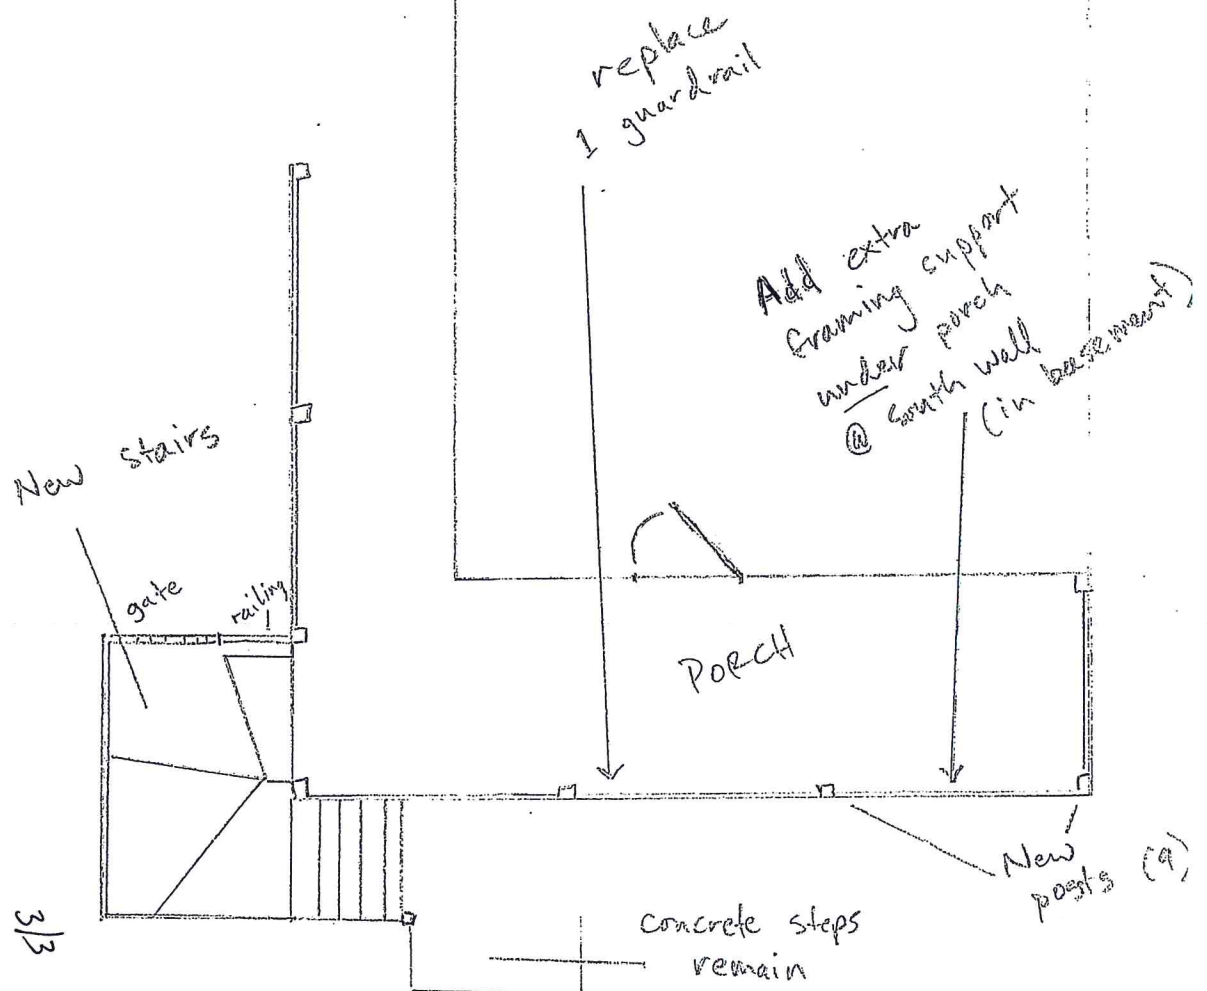 replace
1 guardrail
Add extra
framing support
under porch
@ South wall
(in basement)
New stairs
gate
railing
PORCH
New
posts (9)
concrete steps
remain
3/3